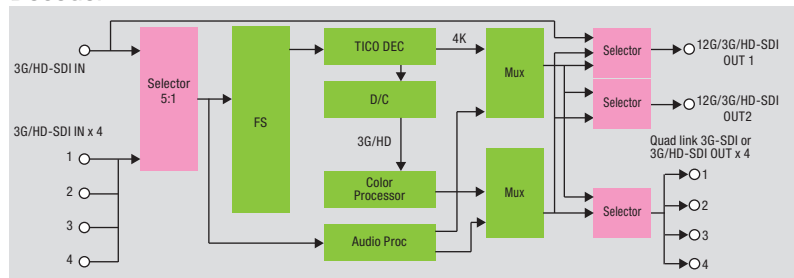 3G/HD-SDI IN
3G/HD-SDI IN x 4
1
2
3
4
Selector
5:1
FS
TICO DEC
4K
D/C
3G/HD
Color
Processor
Audio Proc
Mux
Mux
Selector
12G/3G/HD-SDI
OUT 1
Selector
12G/3G/HD-SDI
OUT2
Quad link 3G-SDI or
3G/HD-SDI OUT x 4
Selector
1
2
3
4